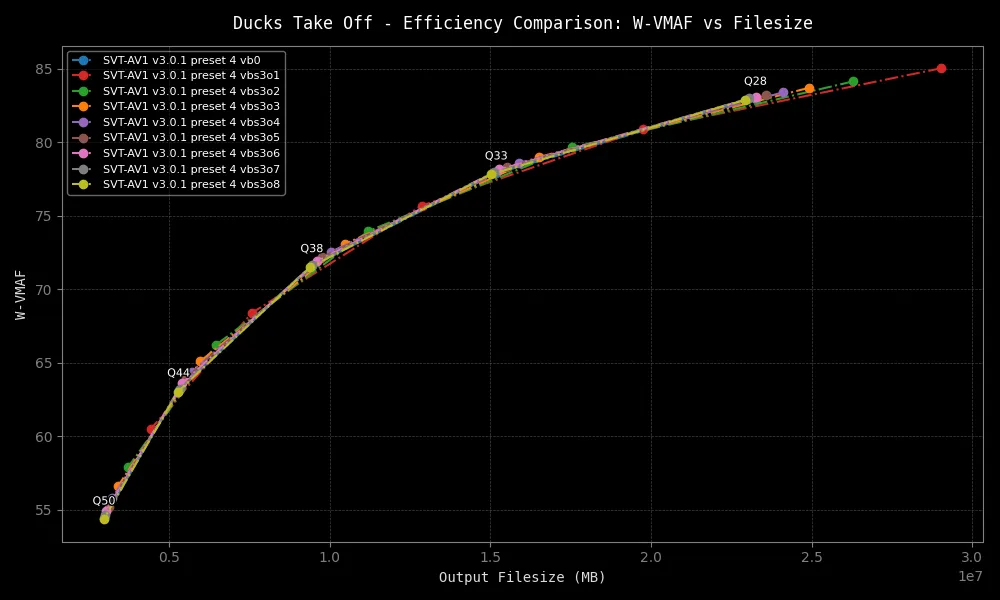 Ducks Take Off - Efficiency Comparison: W-VMAF vs Filesize
SVT-AV1 v3.0.1 preset 4 vb0
SVT-AV1 v3.0.1 preset 4 vbs3o1
SVT-AV1 v3.0.1 preset 4 vbs3o2
SVT-AV1 v3.0.1 preset 4 vbs3o3
SVT-AV1 v3.0.1 preset 4 vbs3o4
SVT-AV1 v3.0.1 preset 4 vbs3o5
SVT-AV1 v3.0.1 preset 4 vbs3o6
SVT-AV1 v3.0.1 preset 4 vbs3o7
SVT-AV1 v3.0.1 preset 4 vbs3o8
85
80
75
70
65
60
55
W-VMAF
Q28
Q33
Q38
Q44
Q50
0.5
1.0
1.5
2.0
2.5
3.0
1e7
Output Filesize (MB)